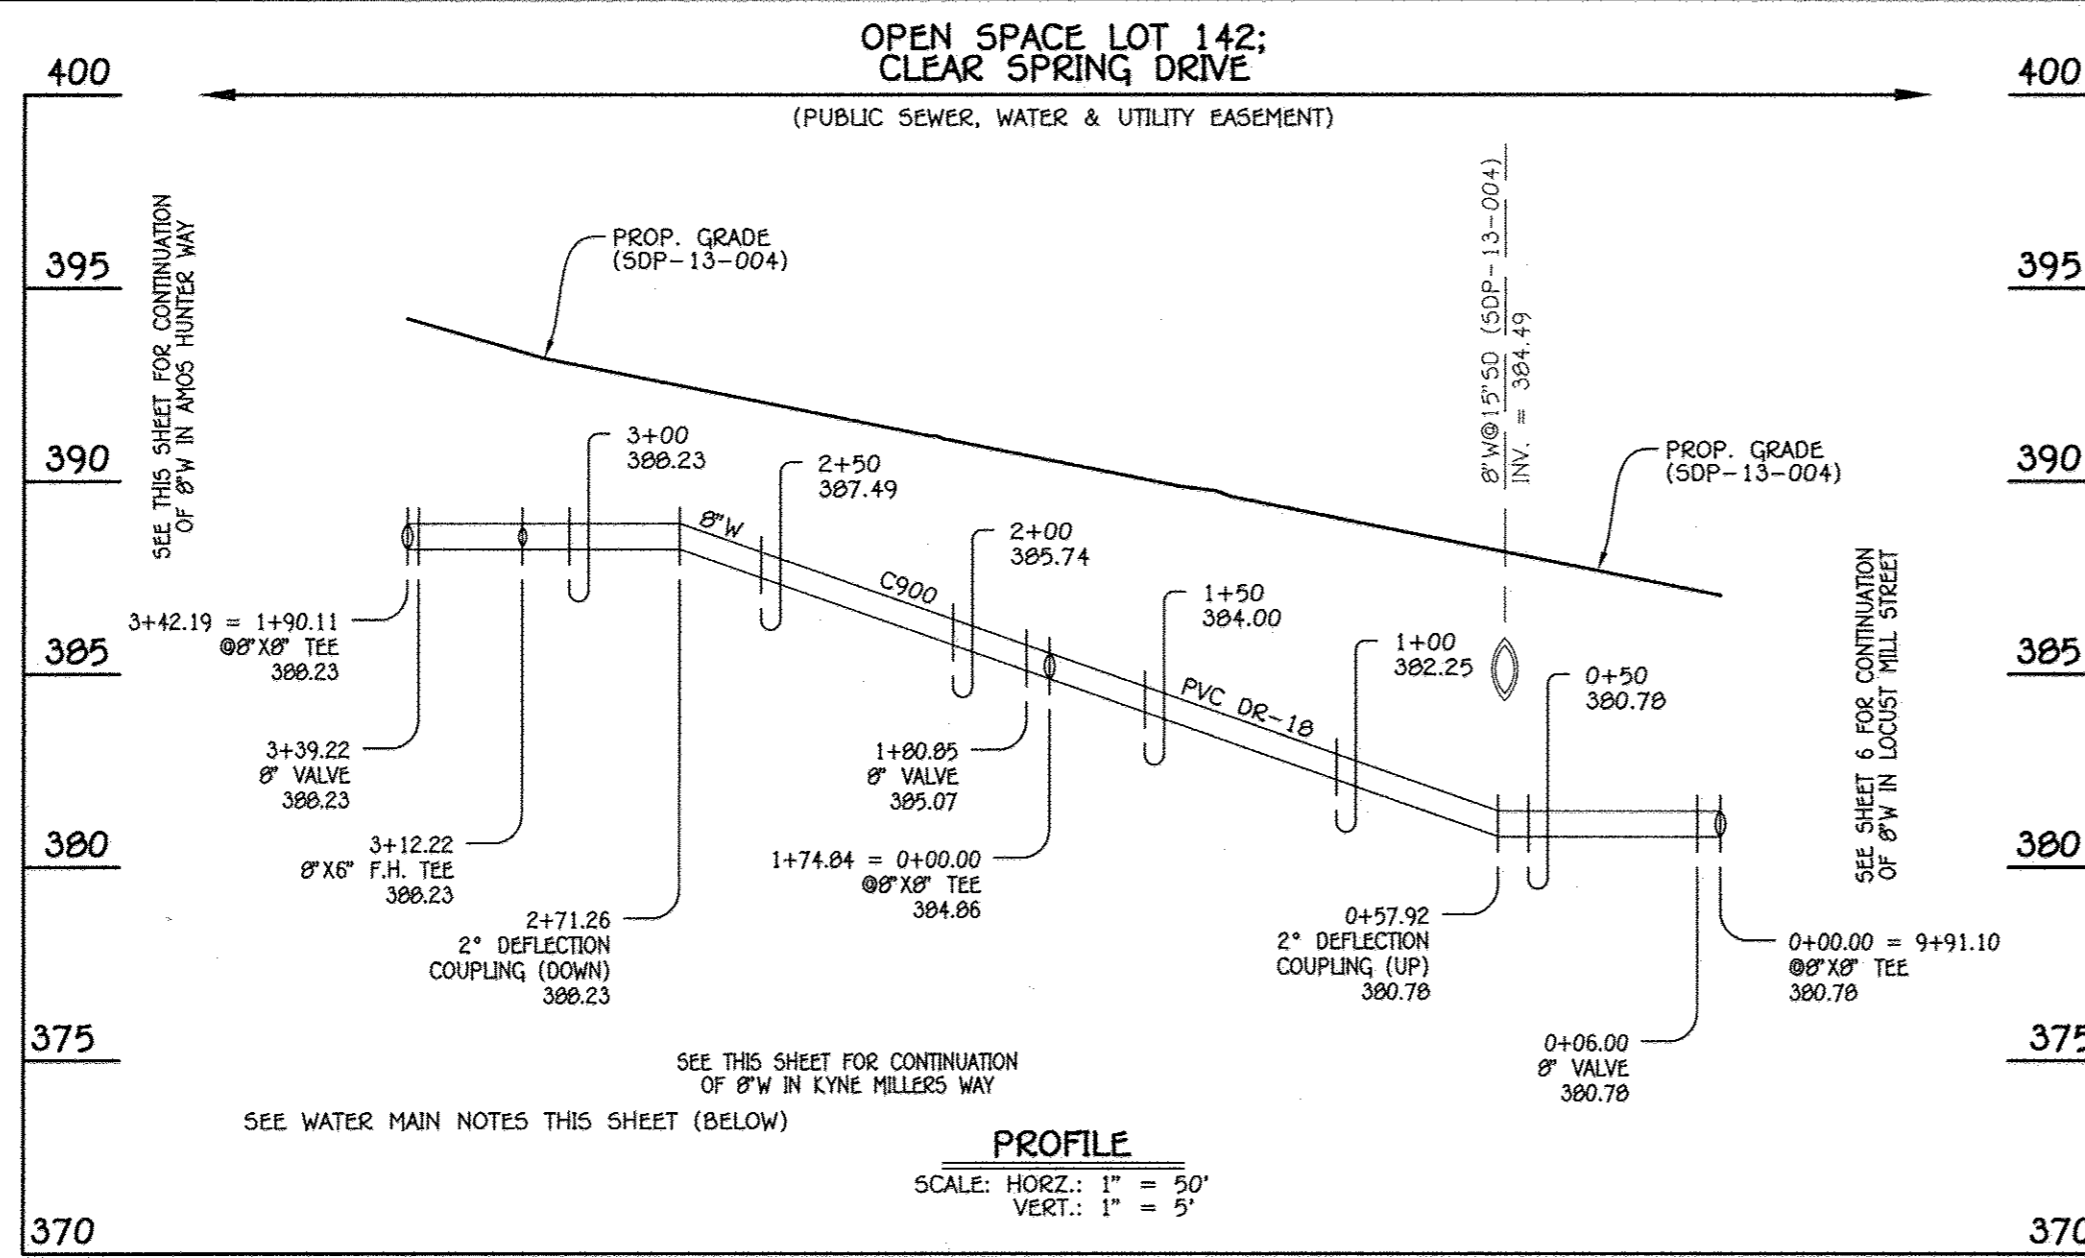 OPEN SPACE LOT 142;
CLEAR SPRING DRIVE
(PUBLIC SEWER, WATER & UTILITY EASEMENT)
400
395
390
385
380
375
370
400
395
390
385
380
375
370
SEE THIS SHEET FOR CONTINUATION
OF 8"W IN AMOS HUNTER WAY
PROP. GRADE
(SDP-13-004)
8"W@15"SD (SDP-13-004)
INV. = 384.49
PROP. GRADE
(SDP-13-004)
3+00
388.23
2+50
387.49
2+00
385.74
1+50
384.00
1+00
382.25
0+50
380.78
8"W
C900
PVC DR-18
3+42.19 = 1+90.11
@8"X8" TEE
388.23
3+39.22
8" VALVE
388.23
3+12.22
8"X6" F.H. TEE
388.23
2+71.26
2° DEFLECTION
COUPLING (DOWN)
388.23
1+80.85
8" VALVE
385.07
1+74.84 = 0+00.00
@8"X8" TEE
384.86
0+57.92
2° DEFLECTION
COUPLING (UP)
380.78
0+06.00
8" VALVE
380.78
0+00.00 = 9+91.10
@8"X8" TEE
380.78
SEE SHEET 6 FOR CONTINUATION
OF 8"W IN LOCUST MILL STREET
SEE THIS SHEET FOR CONTINUATION
OF 8"W IN KYNE MILLERS WAY
SEE WATER MAIN NOTES THIS SHEET (BELOW)
PROFILE
SCALE: HORZ.: 1" = 50'
VERT.: 1" = 5'